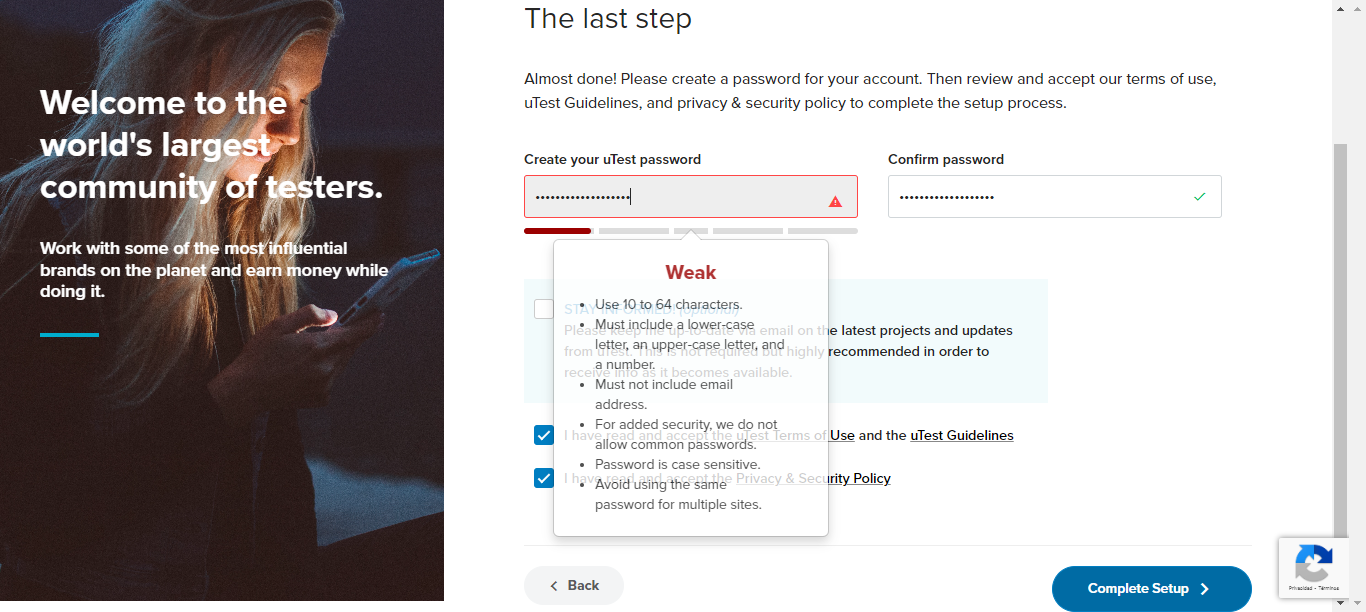 The last step
Welcome to the
world's largest
community of testers.
Work with some of the most influential
brands on the planet and earn money while
doing it.
Almost done! Please create a password for your account. Then review and accept our terms of use,
uTest Guidelines, and privacy & security policy to complete the setup process.
Create your uTest password
Confirm password
Weak
• Use 10 to 64 characters.
• Must include a lower-case
letter, an upper-case letter, and
a number.
• Must not include email
address.
• For added security, we do not
allow common passwords.
• Password is case sensitive.
• Avoid using the same
password for multiple sites.
STAY INFORMED! (optional)
Please keep me up-to-date via email on the latest projects and updates
from uTest. This is not required but highly recommended in order to
receive info as it becomes available.
I have read and accept the uTest Terms of Use and the uTest Guidelines
I have read and accept the Privacy & Security Policy
Back
Complete Setup
Privacidad - Términos